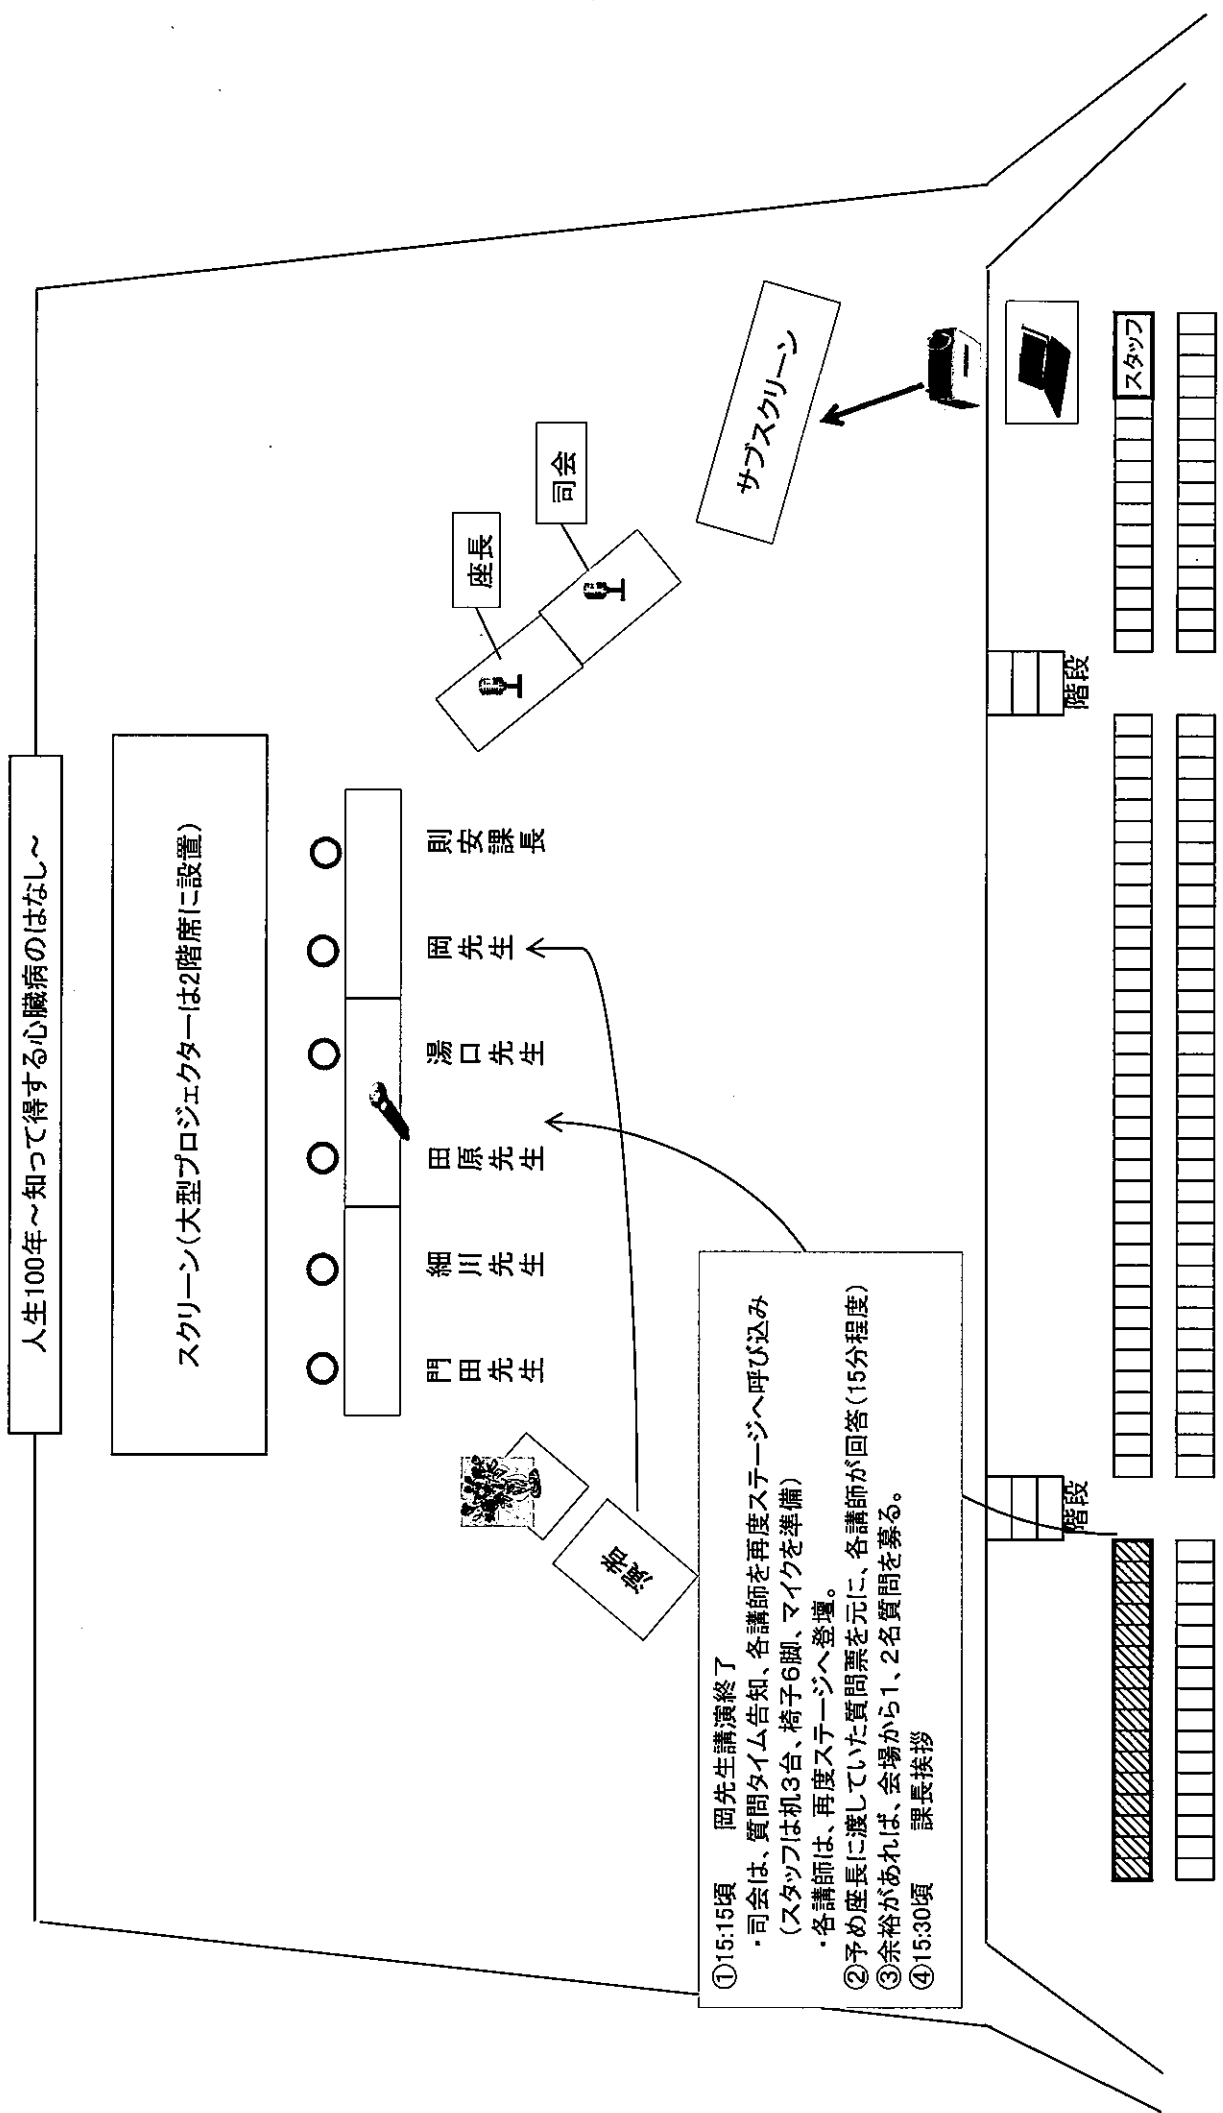 人生100年～知って得する心臓病のはなし～
スクリーン(大型プロジェクターは2階席に設置)
門田先生
細川先生
田原先生
湯口先生
岡先生
則安課長
座長
司会
演者
サブスクリーン
①15:15頃　岡先生講演終了
・司会は、質問タイム告知、各講師を再度ステージへ呼び込み
(スタッフは机3台、椅子6脚、マイクを準備)
・各講師は、再度ステージへ登壇。
②予め座長に渡していた質問票を元に、各講師が回答(15分程度)
③余裕があれば、会場から1、2名質問を募る。
④15:30頃　課長挨拶
階段
階段
スタッフ